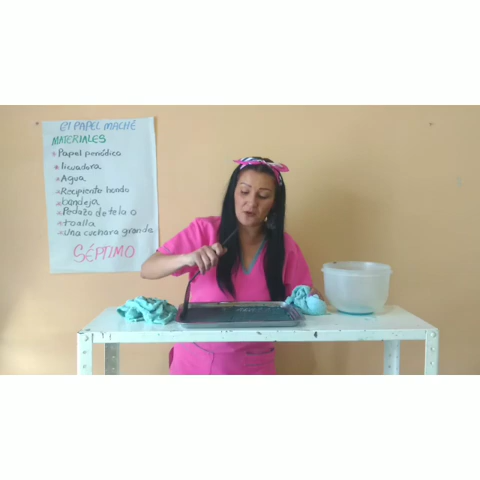 El PAPEL MACHÉ
MATERIALES
* Papel periódico
* licuadora
* Agua
* Recipiente hondo
* bandeja
* Pedazo de tela o
* toalla
* una cuchara grande
SÉPTIMO